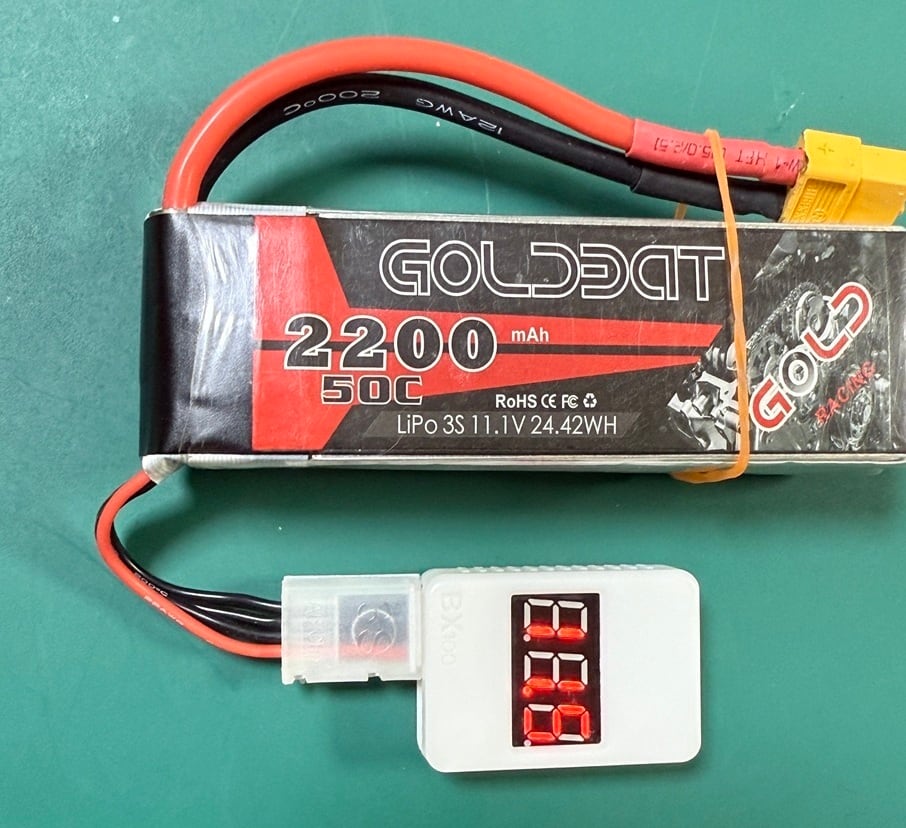 200°C 12AWG
GOLDBAT
2200 mAh
50C
RoHS CE FC
LiPo 3S 11.1V 24.42WH
GOLD
RACING
BX100